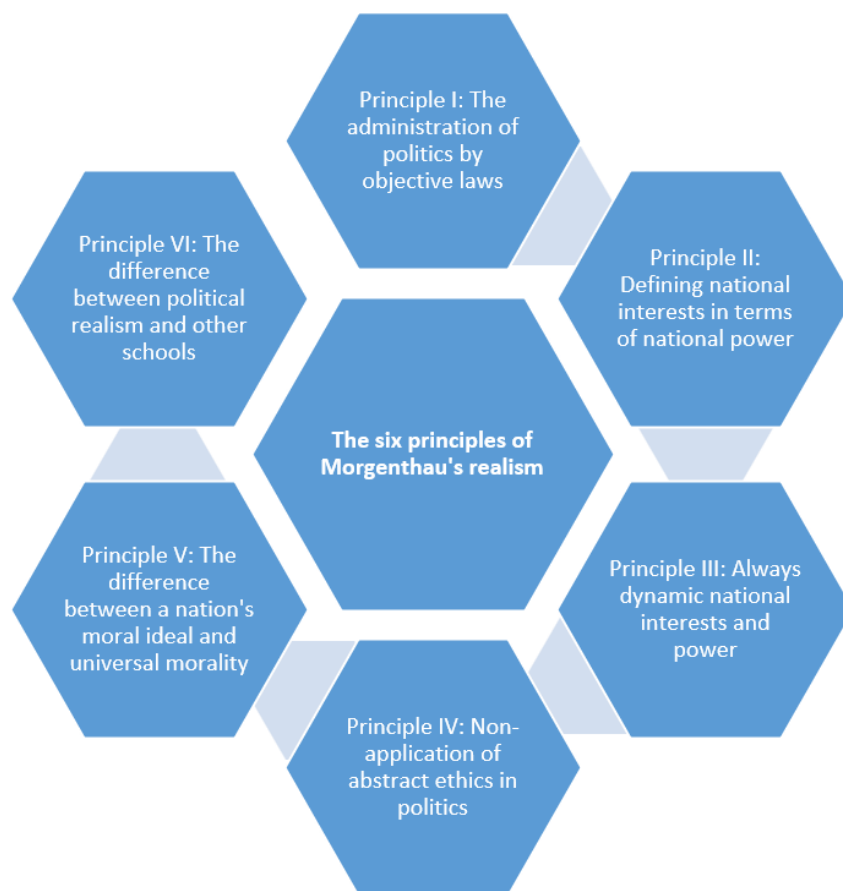 Principle I: The
administration of
politics by
objective laws
Principle II:
Defining national
interests in terms
of national power
Principle III: Always
dynamic national
interests and
power
Principle IV: Non-
application of
abstract ethics in
politics
Principle V: The
difference
between a nation's
moral ideal and
universal morality
Principle VI: The
difference
between political
realism and other
schools
The six principles of
Morgenthau's realism